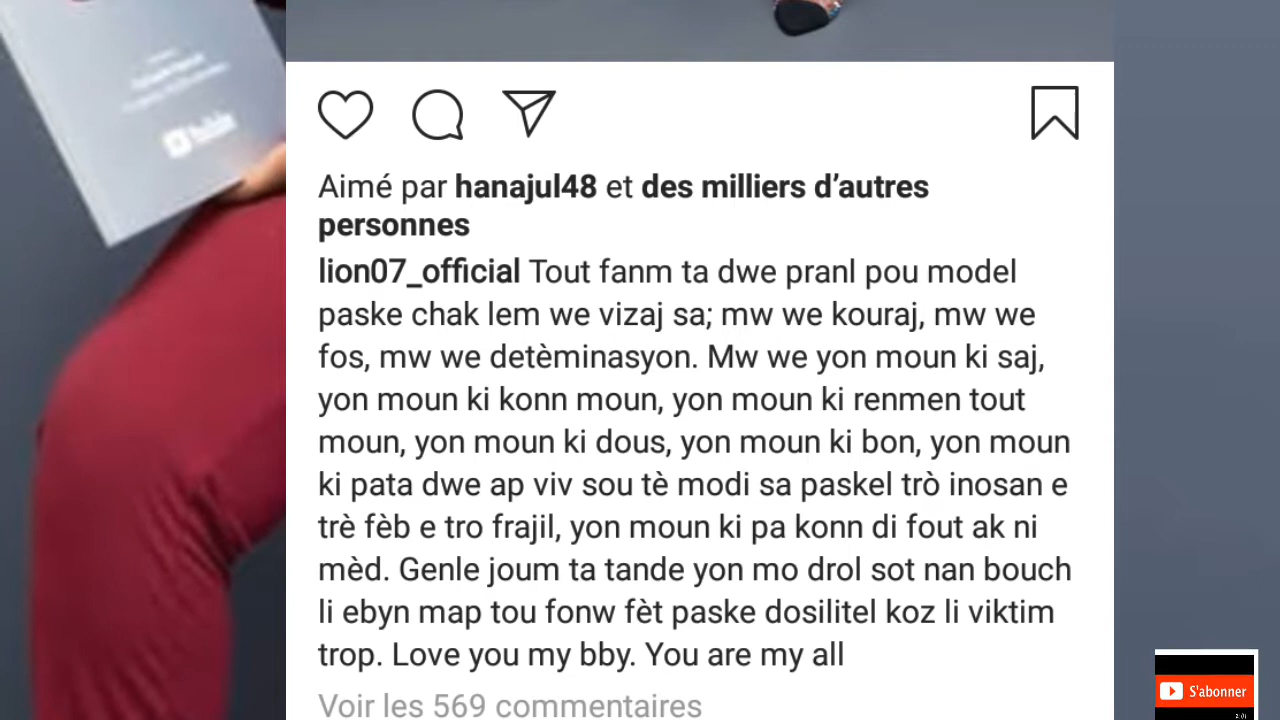 Aimé par hanajul48 et des milliers d’autres
personnes
lion07_official Tout fanm ta dwe pranl pou model
paske chak lem we vizaj sa; mw we kouraj, mw we
fos, mw we detèminasyon. Mw we yon moun ki saj,
yon moun ki konn moun, yon moun ki renmen tout
moun, yon moun ki dous, yon moun ki bon, yon moun
ki pata dwe ap viv sou tè modi sa paskel trò inosan e
trè fèb e tro frajil, yon moun ki pa konn di fout ak ni
mèd. Genle joum ta tande yon mo drol sot nan bouch
li ebyn map tou fonw fèt paske dosilitel koz li viktim
trop. Love you my bby. You are my all
Voir les 569 commentaires
S'abonner